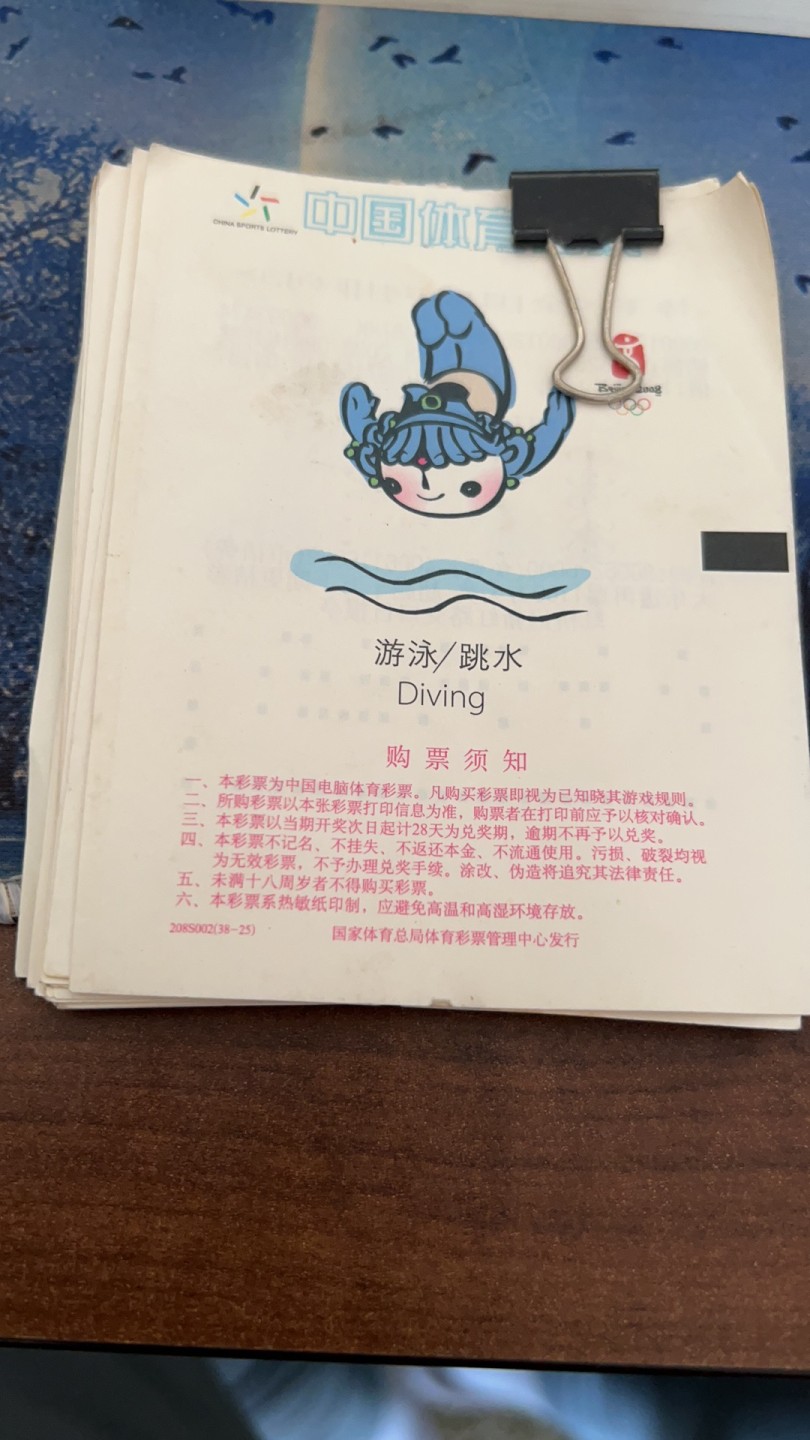 CHINA SPORTS LOTTERY
中国体育
Beijing 2008
游泳/跳水
Diving
购票须知
一、本彩票为中国电脑体育彩票。凡购买彩票即视为已知晓其游戏规则。
二、所购彩票以本张彩票打印信息为准，购票者在打印前应予以核对确认。
三、本彩票以当期开奖次日起计28天为兑奖期，逾期不再予以兑奖。
四、本彩票不记名、不挂失、不返还本金、不流通使用。污损、破裂均视
为无效彩票，不予办理兑奖手续。涂改、伪造将追究其法律责任。
五、未满十八周岁者不得购买彩票。
六、本彩票系热敏纸印制，应避免高温和高湿环境存放。
208S002(38-25)
国家体育总局体育彩票管理中心发行